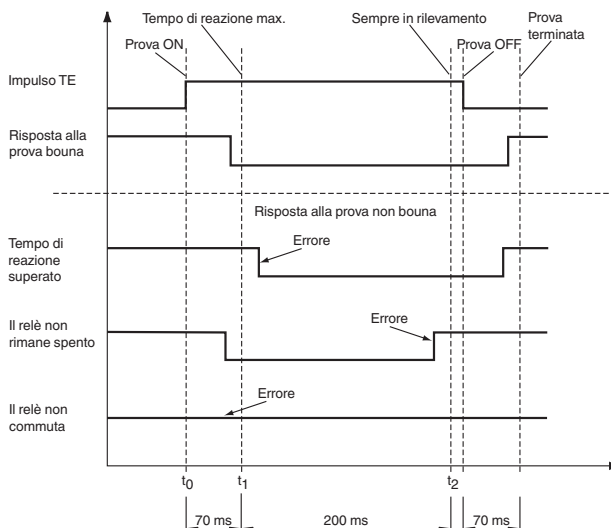 Tempo di reazione max.
Sempre in rilevamento
Prova
terminata
Prova ON
Prova OFF
Impulso TE
Risposta alla
prova bouna
Risposta alla prova non bouna
Tempo di
reazione
superato
Errore
Il relè non
rimane spento
Errore
Il relè non
commuta
Errore
t0
t1
t2
70 ms
200 ms
70 ms